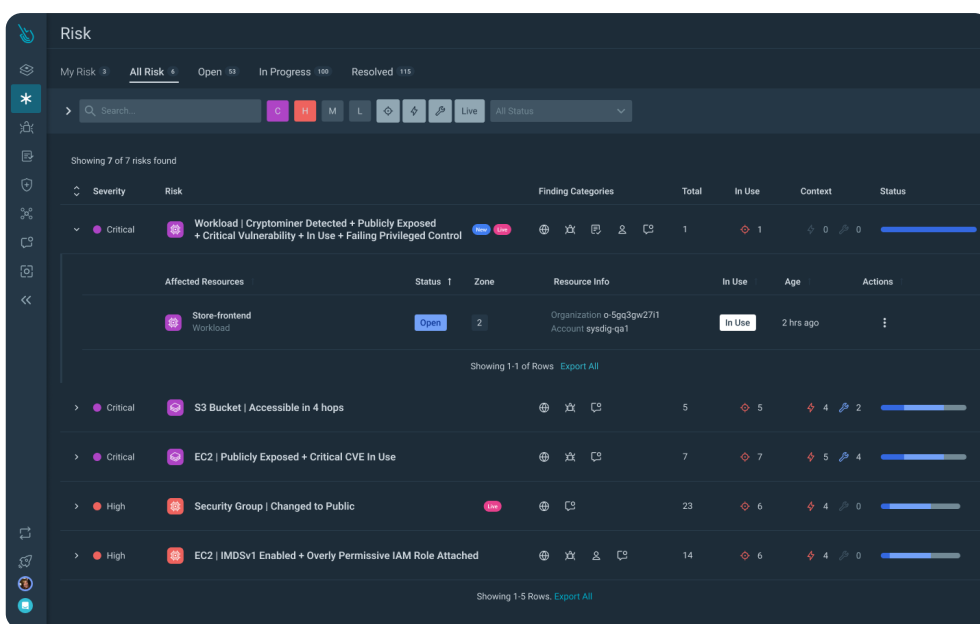 Risk
My Risk 3 All Risk 6 Open 53 In Progress 100 Resolved 115
Search... C H M L Live All Status
Showing 7 of 7 risks found
Severity Risk Finding Categories Total In Use Context Status
Critical Workload | Cryptominer Detected + Publicly Exposed
+ Critical Vulnerability + In Use + Failing Privileged Control New Live 1 1 0 0
Affected Resources Status ↑ Zone Resource Info In Use Age Actions
Store-frontend
Workload Open 2 Organization o-5gq3gw27i1
Account sysdig-qa1 In Use 2 hrs ago
Showing 1-1 of Rows Export All
Critical S3 Bucket | Accessible in 4 hops 5 5 4 2
Critical EC2 | Publicly Exposed + Critical CVE In Use 7 7 5 4
High Security Group | Changed to Public Live 23 6 4 0
High EC2 | IMDSv1 Enabled + Overly Permissive IAM Role Attached 14 6 4 0
Showing 1-5 Rows. Export All